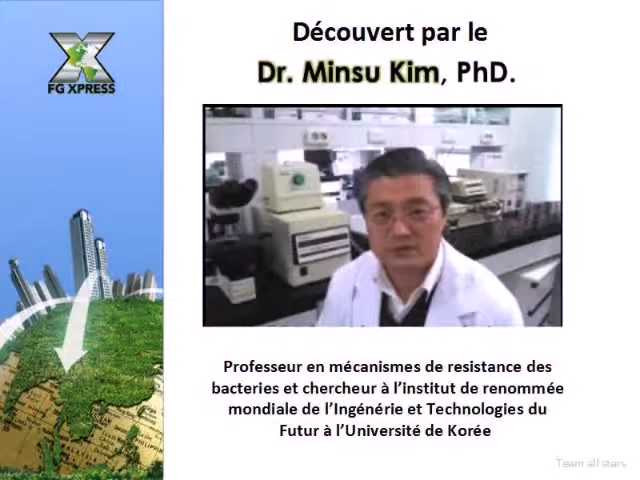 Découvert par le
Dr. Minsu Kim, PhD.
FG XPRESS
Professeur en mécanismes de resistance des
bacteries et chercheur à l'institut de renommée
mondiale de l'Ingénérie et Technologies du
Futur à l'Université de Korée
Team all stars